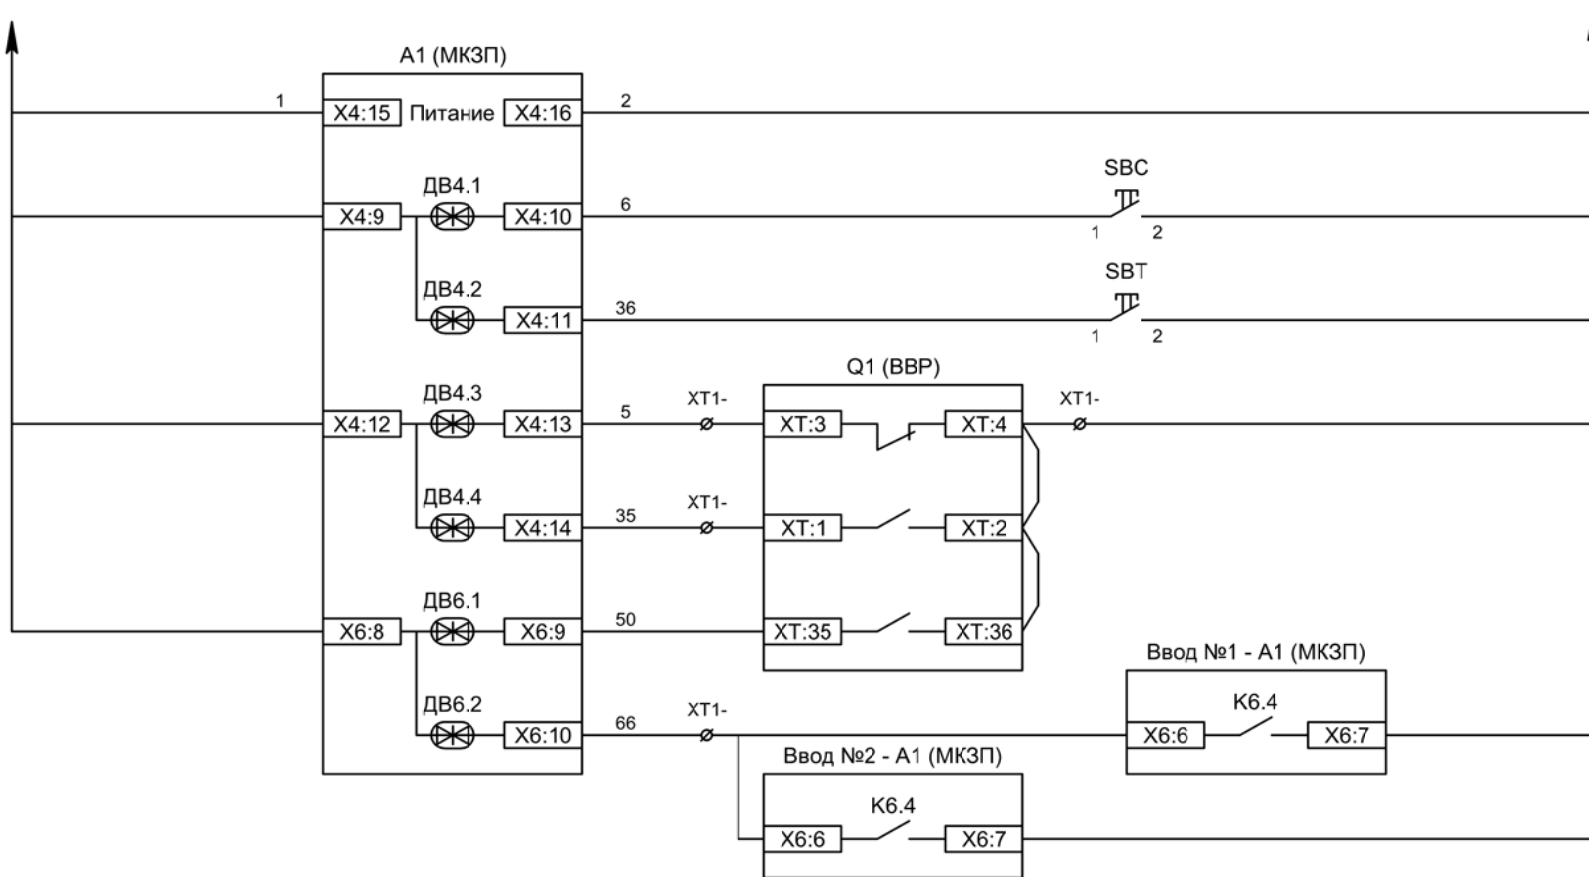 А1 (МКЗП)
1 X4:15 Питание X4:16 2
ДВ4.1 SBC
X4:9 X4:10 6
1 2
ДВ4.2 SBT
X4:11 36
1 2
Q1 (ВВР)
ДВ4.3 XT1- XT1-
X4:12 X4:13 5 XT:3 XT:4
ДВ4.4 XT1-
X4:14 35 XT:1 XT:2
ДВ6.1
X6:8 X6:9 50 XT:35 XT:36
Ввод №1 - А1 (МКЗП)
ДВ6.2 XT1- K6.4
X6:10 66 X6:6 X6:7
Ввод №2 - А1 (МКЗП)
K6.4
X6:6 X6:7